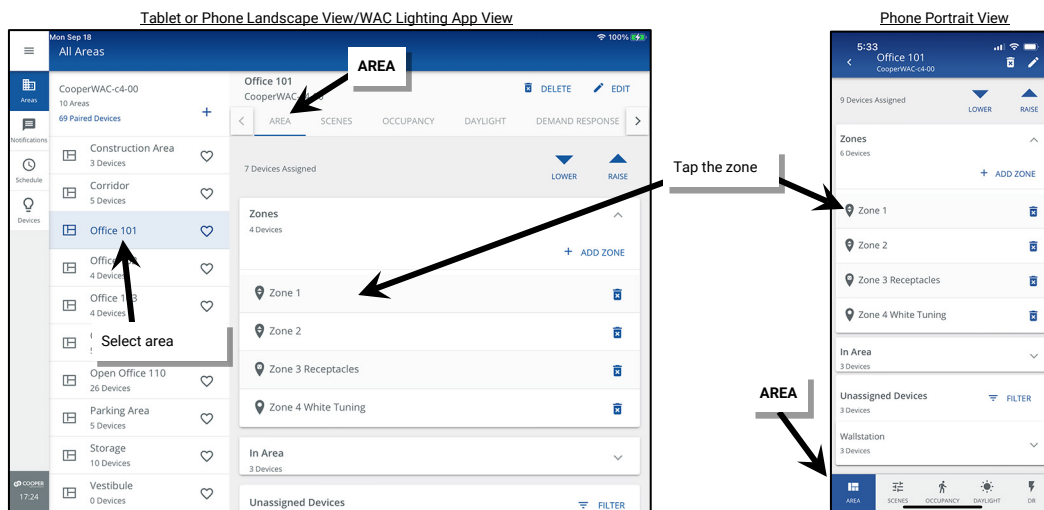 Tablet or Phone Landscape View/WAC Lighting App View
Phone Portrait View
Mon Sep 18
100%
All Areas
AREA
Areas
Notifications
Schedule
Devices
COOPER
17:24
CooperWAC-c4-00
10 Areas
69 Paired Devices
+
Construction Area
3 Devices
Corridor
5 Devices
Office 101
Office
4 Devices
Office
4 Devices
Select area
Open Office 110
26 Devices
Parking Area
5 Devices
Storage
10 Devices
Vestibule
0 Devices
Office 101
DELETE
EDIT
AREA
SCENES
OCCUPANCY
DAYLIGHT
DEMAND RESPONSE
7 Devices Assigned
LOWER
RAISE
Zones
4 Devices
+ ADD ZONE
Zone 1
Zone 2
Zone 3 Receptacles
Zone 4 White Tuning
In Area
3 Devices
Unassigned Devices
FILTER
Tap the zone
5:33
Office 101
CooperWAC-c4-00
9 Devices Assigned
LOWER
RAISE
Zones
6 Devices
+ ADD ZONE
Zone 1
Zone 2
Zone 3 Receptacles
Zone 4 White Tuning
In Area
3 Devices
Unassigned Devices
3 Devices
FILTER
Wallstation
3 Devices
AREA
AREA
SCENES
OCCUPANCY
DAYLIGHT
DR